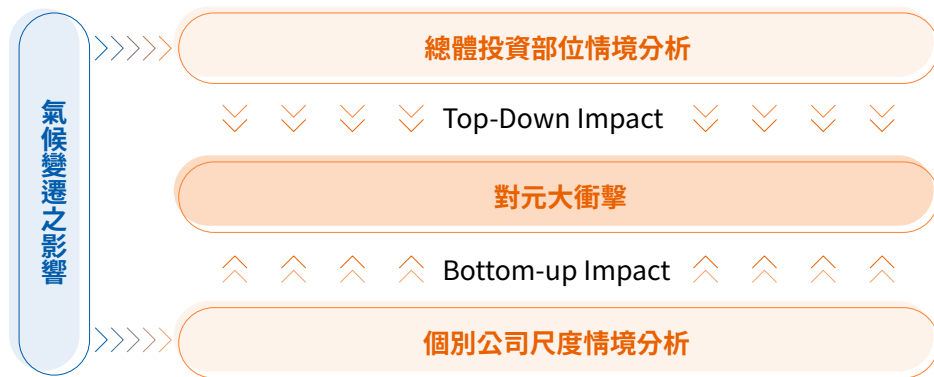 氣候變遷之影響
總體投資部位情境分析
Top-Down Impact
對元大衝擊
Bottom-up Impact
個別公司尺度情境分析